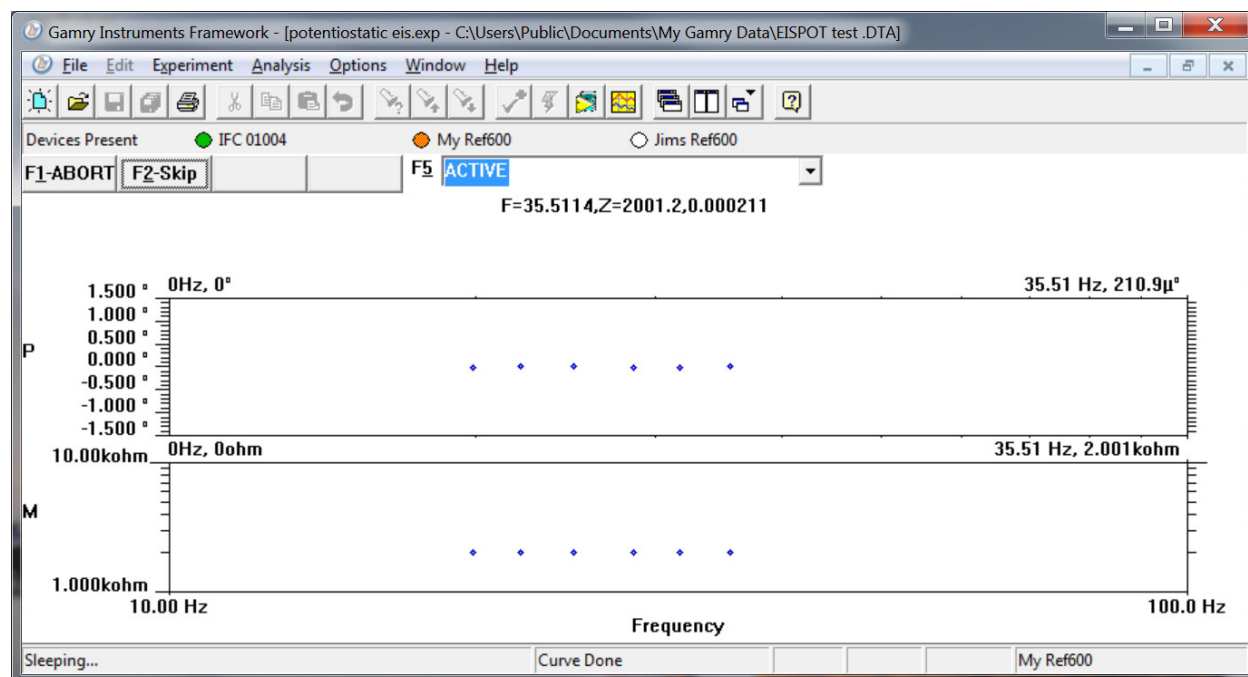 Gamry Instruments Framework - [potentiostatic eis.exp - C:\Users\Public\Documents\My Gamry Data\EISPOT test .DTA]
File Edit Experiment Analysis Options Window Help
Devices Present IFC 01004 My Ref600 Jims Ref600
F1-ABORT F2-Skip F5 ACTIVE
F=35.5114,Z=2001.2,0.000211
0Hz, 0° 35.51 Hz, 210.9µ°
1.500 °
1.000 °
0.500 °
P
0.000 °
-0.500 °
-1.000 °
-1.500 °
0Hz, 0ohm 35.51 Hz, 2.001kohm
10.00kohm
M
1.000kohm
10.00 Hz 100.0 Hz
Frequency
Sleeping... Curve Done My Ref600